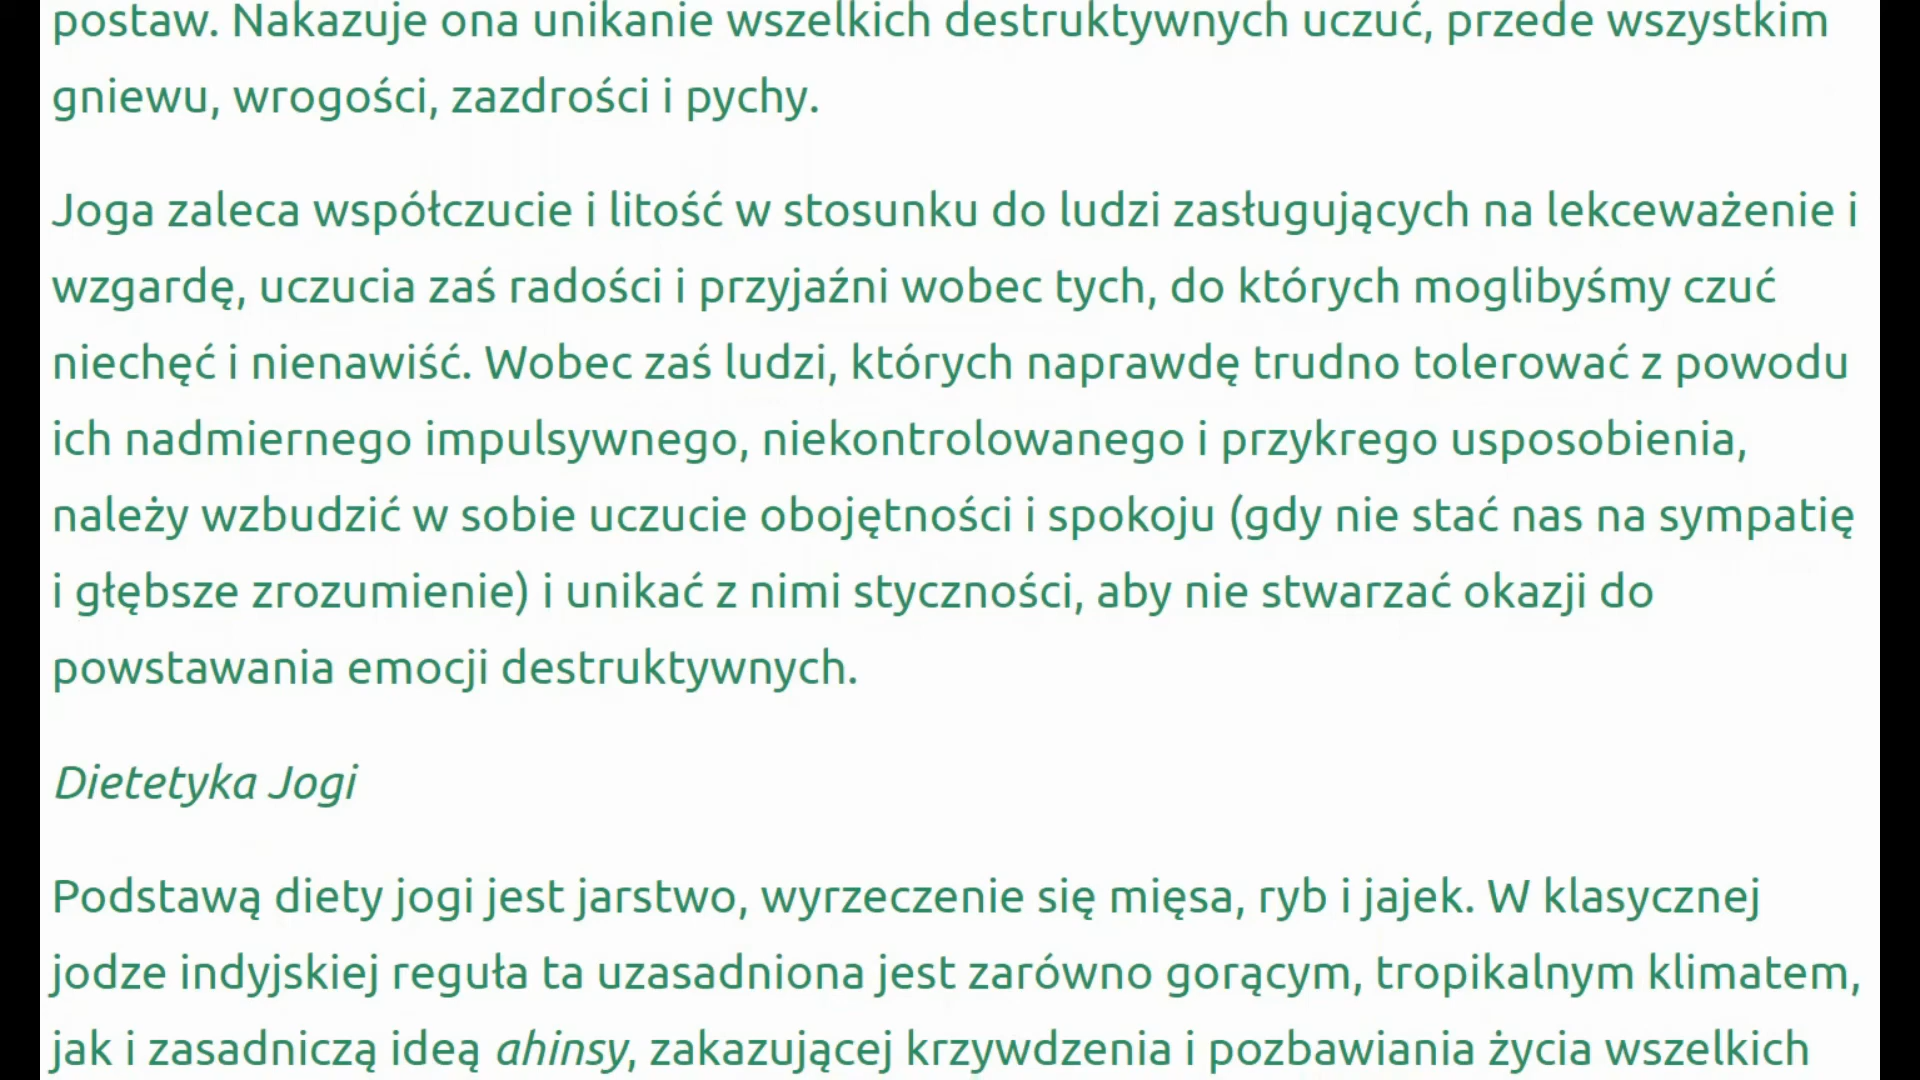 postaw. Nakazuje ona unikanie wszelkich destruktywnych uczuć, przede wszystkim
gniewu, wrogości, zazdrości i pychy.
Joga zaleca współczucie i litość w stosunku do ludzi zasługujących na lekceważenie i
wzgardę, uczucia zaś radości i przyjaźni wobec tych, do których moglibyśmy czuć
niechęć i nienawiść. Wobec zaś ludzi, których naprawdę trudno tolerować z powodu
ich nadmiernego impulsywnego, niekontrolowanego i przykrego usposobienia,
należy wzbudzić w sobie uczucie obojętności i spokoju (gdy nie stać nas na sympatię
i głębsze zrozumienie) i unikać z nimi styczności, aby nie stwarzać okazji do
powstawania emocji destruktywnych.
Dietetyka Jogi
Podstawą diety jogi jest jarstwo, wyrzeczenie się mięsa, ryb i jajek. W klasycznej
jodze indyjskiej reguła ta uzasadniona jest zarówno gorącym, tropikalnym klimatem,
jak i zasadniczą ideą ahinsy, zakazującej krzywdzenia i pozbawiania życia wszelkich